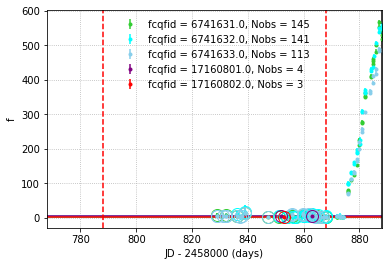 600
500
400
300
200
100
0
f
fcqfid = 6741631.0, Nobs = 145
fcqfid = 6741632.0, Nobs = 141
fcqfid = 6741633.0, Nobs = 113
fcqfid = 17160801.0, Nobs = 4
fcqfid = 17160802.0, Nobs = 3
780 800 820 840 860 880
JD - 2458000 (days)